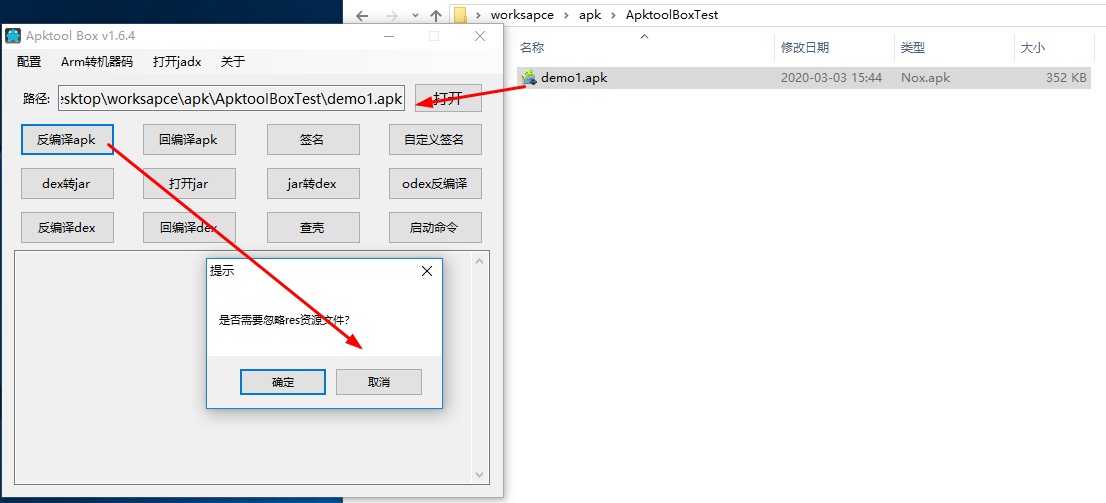 worksapce > apk > ApktoolBoxTest
Apktool Box v1.6.4
配置 Arm转机器码 打开jadx 关于
路径: esktop\worksapce\apk\ApktoolBoxTest\demo1.apk 打开
反编译apk 回编译apk 签名 自定义签名
dex转jar 打开jar jar转dex odex反编译
反编译dex 回编译dex 查壳 启动命令
提示
是否需要忽略res资源文件?
确定 取消
名称 修改日期 类型 大小
demo1.apk 2020-03-03 15:44 Nox.apk 352 KB